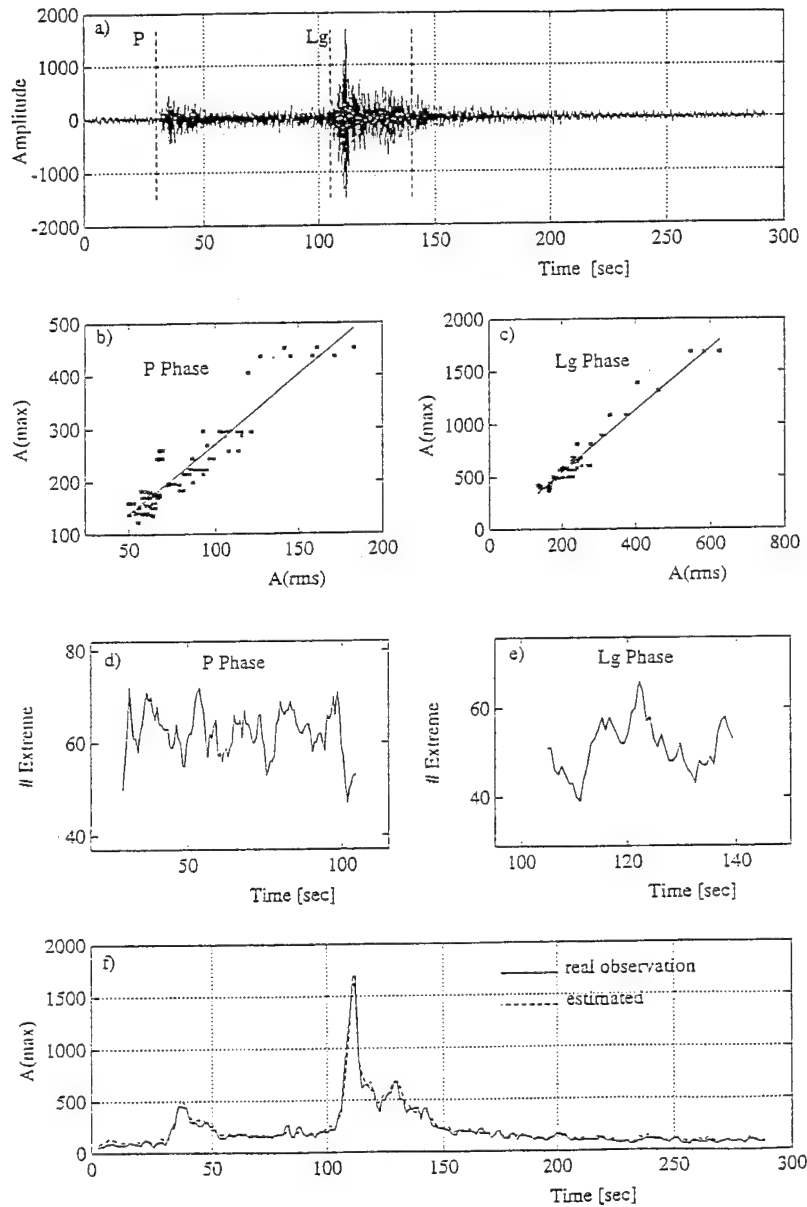 2000
a)
P
Lg
1000
0
-1000
-2000
Amplitude
0
50
100
150
200
250
300
Time [sec]
b)
P Phase
500
400
300
200
100
A(max)
50
100
150
200
A(rms)
c)
Lg Phase
2000
1500
1000
500
0
A(max)
0
200
400
600
800
A(rms)
d)
P Phase
80
60
40
# Extreme
50
100
Time [sec]
e)
Lg Phase
60
40
# Extreme
100
120
140
Time [sec]
f)
2000
1500
1000
500
0
A(max)
real observation
estimated
0
50
100
150
200
250
300
Time [sec]